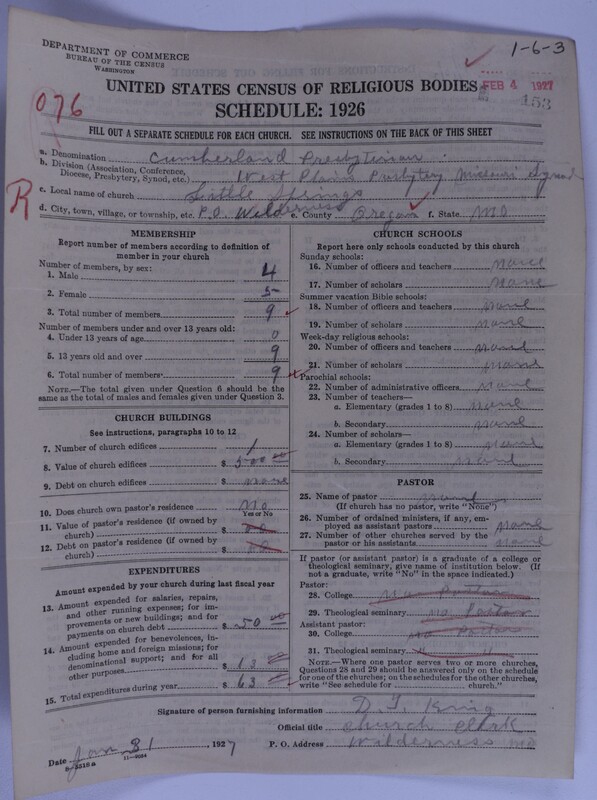 DEPARTMENT OF COMMERCE
BUREAU OF THE CENSUS
WASHINGTON
1-6-3
FEB 4 1927
153
076
R
UNITED STATES CENSUS OF RELIGIOUS BODIES
SCHEDULE: 1926
FILL OUT A SEPARATE SCHEDULE FOR EACH CHURCH. SEE INSTRUCTIONS ON THE BACK OF THIS SHEET
a. Denomination Cumberland Presbyterian
b. Division (Association, Conference, Diocese, Presbytery, Synod, etc.) West Plains Presbytery Missouri Synod
c. Local name of church Little Springs
d. City, town, village, or township, etc. P.O. Wilderness e. County Oregon f. State MO
MEMBERSHIP
Report number of members according to definition of
member in your church
Number of members, by sex:
1. Male 4
2. Female 5
3. Total number of members 9
Number of members under and over 13 years old:
4. Under 13 years of age 0
5. 13 years old and over 9
6. Total number of members 9
NOTE.—The total given under Question 6 should be the
same as the total of males and females given under Question 3.
CHURCH BUILDINGS
See instructions, paragraphs 10 to 12
7. Number of church edifices 1
8. Value of church edifices $ 500 00
9. Debt on church edifices $ none
10. Does church own pastor's residence? No
Yes or No
11. Value of pastor's residence (if owned by
church) $
12. Debt on pastor's residence (if owned by
church) $
EXPENDITURES
Amount expended by your church during last fiscal year
13. Amount expended for salaries, repairs,
and other running expenses; for im-
provements or new buildings; and for
payments on church debt $ 50 00
14. Amount expended for benevolences, in-
cluding home and foreign missions; for
denominational support; and for all
other purposes 13 00
15. Total expenditures during year $ 63
CHURCH SCHOOLS
Report here only schools conducted by this church
Sunday schools:
16. Number of officers and teachers none
17. Number of scholars none
Summer vacation Bible schools:
18. Number of officers and teachers none
19. Number of scholars none
Week-day religious schools:
20. Number of officers and teachers none
21. Number of scholars none
Parochial schools:
22. Number of administrative officers none
23. Number of teachers—
a. Elementary (grades 1 to 8) none
b. Secondary none
24. Number of scholars—
a. Elementary (grades 1 to 8) none
b. Secondary none
PASTOR
25. Name of pastor none
(If church has no pastor, write "None")
26. Number of ordained ministers, if any, em-
ployed as assistant pastors none
27. Number of other churches served by the
pastor or his assistants none
If pastor (or assistant pastor) is a graduate of a college or
theological seminary, give name of institution below. (If
not a graduate, write "No" in the space indicated.)
Pastor:
28. College no Pastor
29. Theological seminary no Pastor
Assistant pastor:
30. College no Pastor
31. Theological seminary
NOTE.—Where one pastor serves two or more churches,
Questions 28 and 29 should be answered only on the schedule
for one of the churches; on the schedules for the other churches,
write "See schedule for ........ church."
Signature of person furnishing information D. T. King
Official title Church Clerk
Date Jan 31, 1927 P. O. Address Wilderness Mo
8-3518a 11-9054